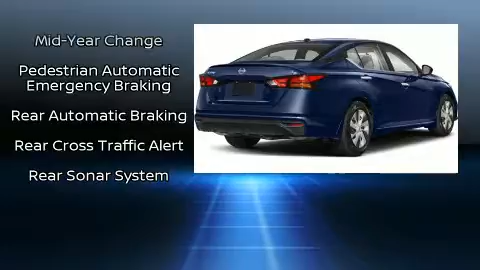 Mid-Year Change
Pedestrian Automatic
Emergency Braking
Rear Automatic Braking
Rear Cross Traffic Alert
Rear Sonar System